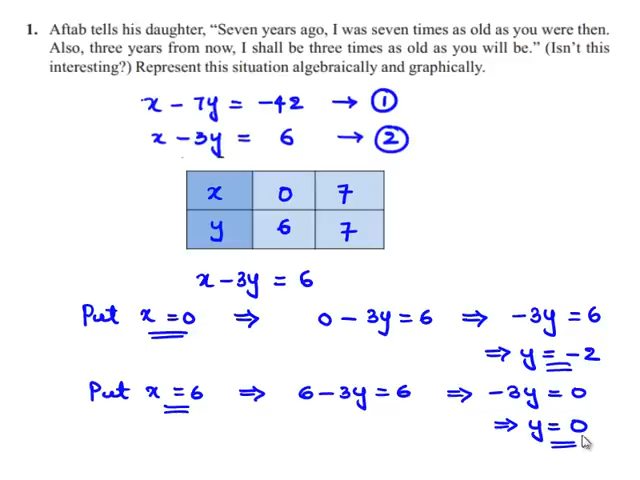 1. Aftab tells his daughter, “Seven years ago, I was seven times as old as you were then.
Also, three years from now, I shall be three times as old as you will be.” (Isn't this
interesting?) Represent this situation algebraically and graphically.
x - 7y = -42 → ①
x - 3y = 6 → ②
x 0 7
y 6 7
x - 3y = 6
Put x = 0 ⇒ 0 - 3y = 6 ⇒ -3y = 6
⇒ y = -2
Put x = 6 ⇒ 6 - 3y = 6 ⇒ -3y = 0
⇒ y = 0